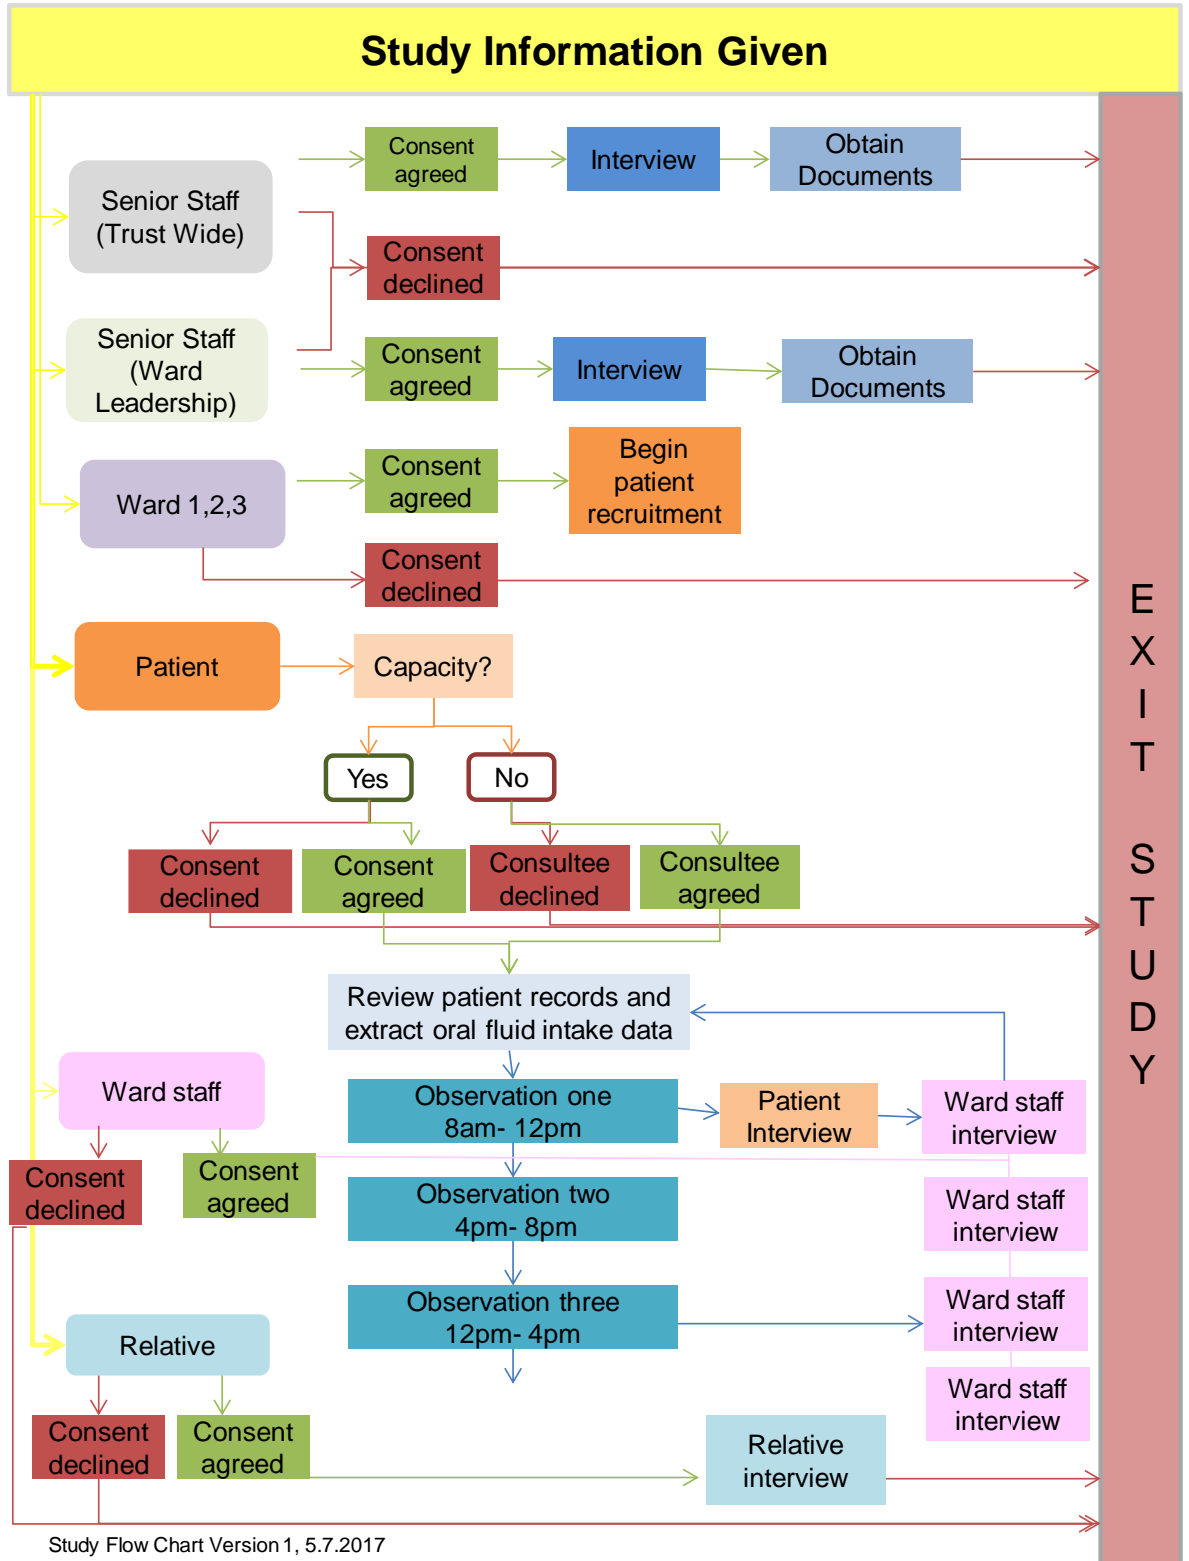 Study Information Given
Consent
agreed
Interview
Obtain
Documents
Senior Staff
(Trust Wide)
Consent
declined
Senior Staff
(Ward
Leadership)
Consent
agreed
Interview
Obtain
Documents
Ward 1,2,3
Consent
agreed
Begin
patient
recruitment
Consent
declined
Patient
Capacity?
Yes
No
Consent
declined
Consent
agreed
Consultee
declined
Consultee
agreed
Review patient records and
extract oral fluid intake data
Ward staff
Observation one
8am- 12pm
Patient
Interview
Ward staff
interview
Consent
declined
Consent
agreed
Observation two
4pm- 8pm
Ward staff
interview
Observation three
12pm- 4pm
Ward staff
interview
Relative
Ward staff
interview
Consent
declined
Consent
agreed
Relative
interview
EXIT STUDY
Study Flow Chart Version 1, 5.7.2017